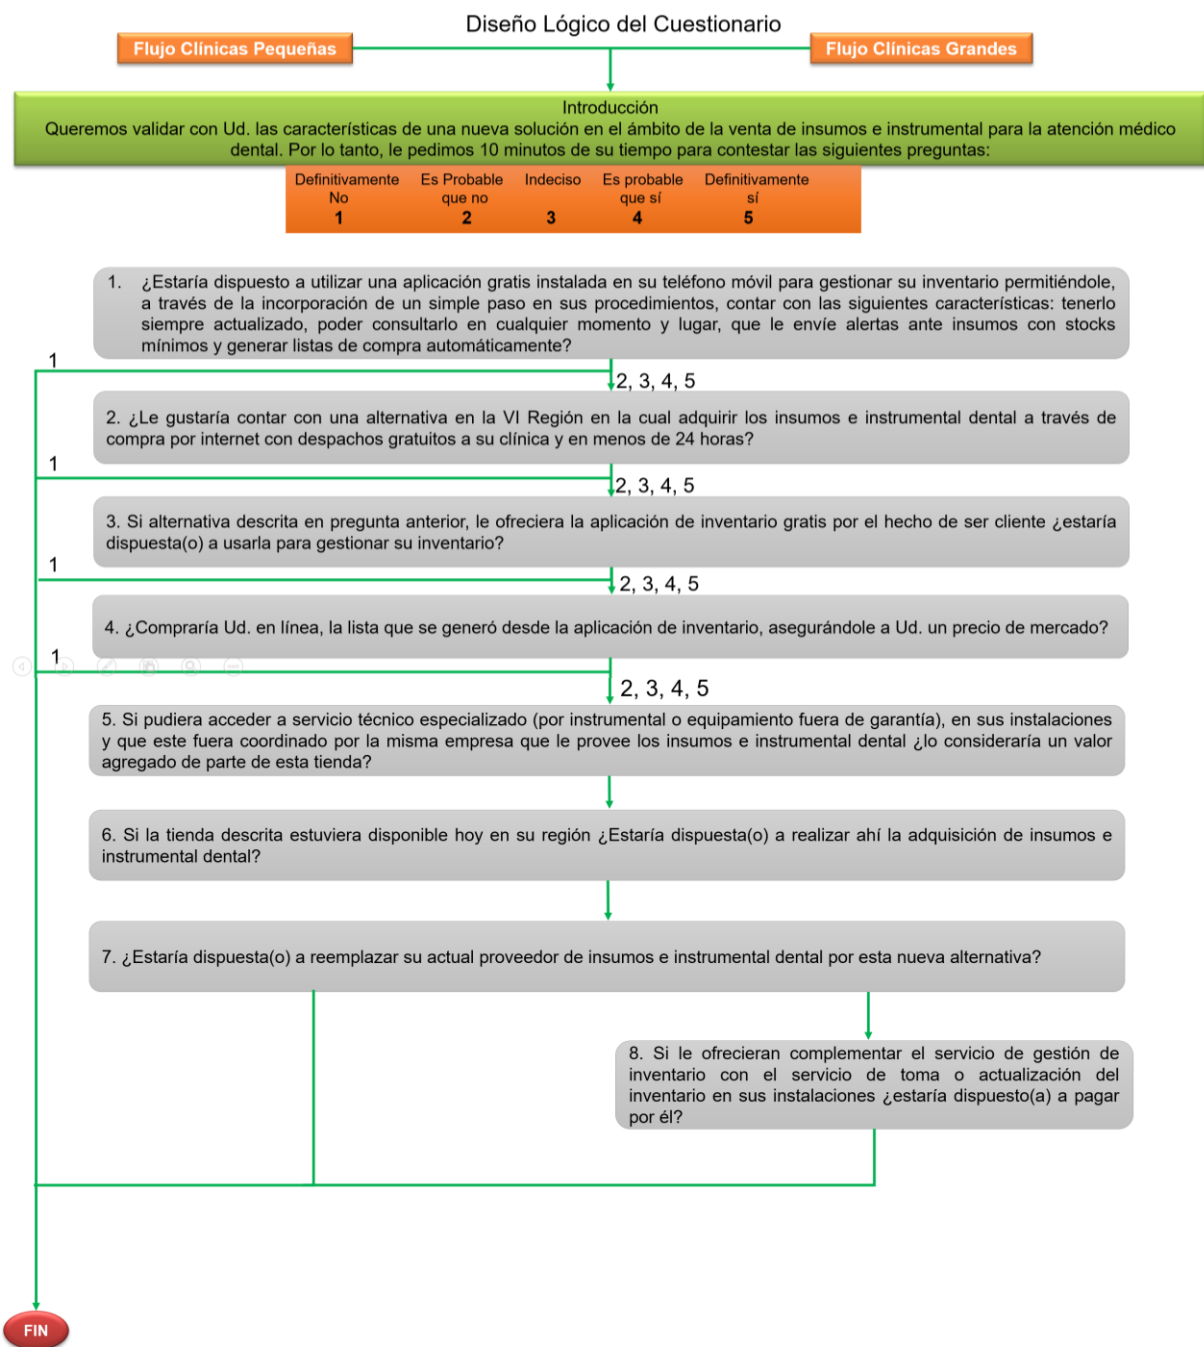 Diseño Lógico del Cuestionario
Flujo Clínicas Pequeñas
Flujo Clínicas Grandes
Introducción
Queremos validar con Ud. las características de una nueva solución en el ámbito de la venta de insumos e instrumental para la atención médico
dental. Por lo tanto, le pedimos 10 minutos de su tiempo para contestar las siguientes preguntas:
Definitivamente Es Probable Indeciso Es probable Definitivamente
No que no que sí sí
1 2 3 4 5
1. ¿Estaría dispuesto a utilizar una aplicación gratis instalada en su teléfono móvil para gestionar su inventario permitiéndole,
a través de la incorporación de un simple paso en sus procedimientos, contar con las siguientes características: tenerlo
siempre actualizado, poder consultarlo en cualquier momento y lugar, que le envíe alertas ante insumos con stocks
mínimos y generar listas de compra automáticamente?
1
2, 3, 4, 5
2. ¿Le gustaría contar con una alternativa en la VI Región en la cual adquirir los insumos e instrumental dental a través de
compra por internet con despachos gratuitos a su clínica y en menos de 24 horas?
1
2, 3, 4, 5
3. Si alternativa descrita en pregunta anterior, le ofreciera la aplicación de inventario gratis por el hecho de ser cliente ¿estaría
dispuesta(o) a usarla para gestionar su inventario?
1
2, 3, 4, 5
4. ¿Compraría Ud. en línea, la lista que se generó desde la aplicación de inventario, asegurándole a Ud. un precio de mercado?
1
2, 3, 4, 5
5. Si pudiera acceder a servicio técnico especializado (por instrumental o equipamiento fuera de garantía), en sus instalaciones
y que este fuera coordinado por la misma empresa que le provee los insumos e instrumental dental ¿lo consideraría un valor
agregado de parte de esta tienda?
6. Si la tienda descrita estuviera disponible hoy en su región ¿Estaría dispuesta(o) a realizar ahí la adquisición de insumos e
instrumental dental?
7. ¿Estaría dispuesta(o) a reemplazar su actual proveedor de insumos e instrumental dental por esta nueva alternativa?
8. Si le ofrecieran complementar el servicio de gestión de
inventario con el servicio de toma o actualización del
inventario en sus instalaciones ¿estaría dispuesto(a) a pagar
por él?
FIN